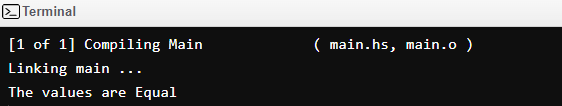 Terminal
[1 of 1] Compiling Main             ( main.hs, main.o )
Linking main ...
The values are Equal